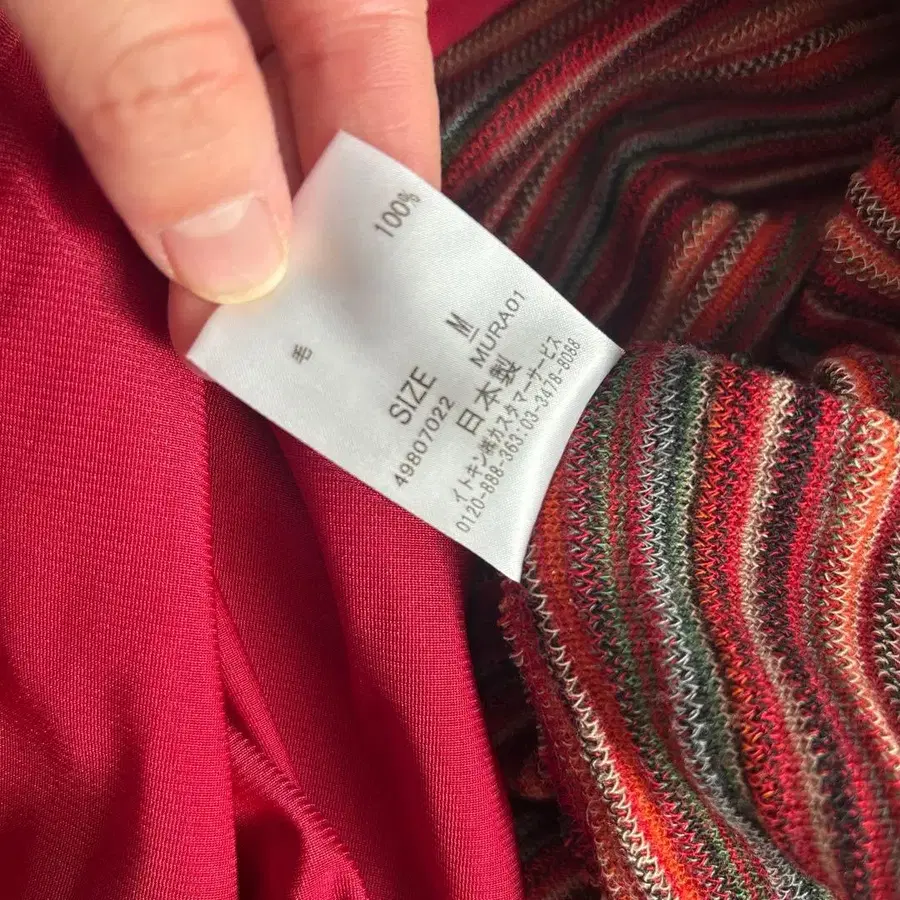 毛 100%
SIZE M
49807022 MURA01
日本製
イトキン㈱カスタマーサービス
0120-888-363:03-3478-8088